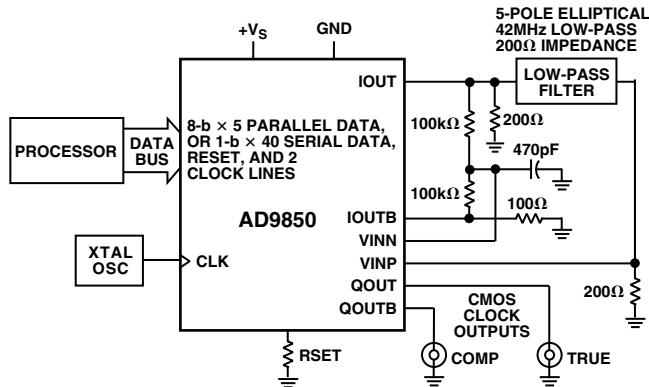 5-POLE ELLIPTICAL
42MHz LOW-PASS
200Ω IMPEDANCE
+VS
GND
IOUT
LOW-PASS
FILTER
100kΩ
200Ω
8-b × 5 PARALLEL DATA,
OR 1-b × 40 SERIAL DATA,
RESET, AND 2
CLOCK LINES
PROCESSOR
DATA
BUS
470pF
100kΩ
100Ω
AD9850
IOUTB
VINN
XTAL
OSC
CLK
VINP
QOUT
QOUTB
CMOS
CLOCK
OUTPUTS
200Ω
RSET
COMP
TRUE